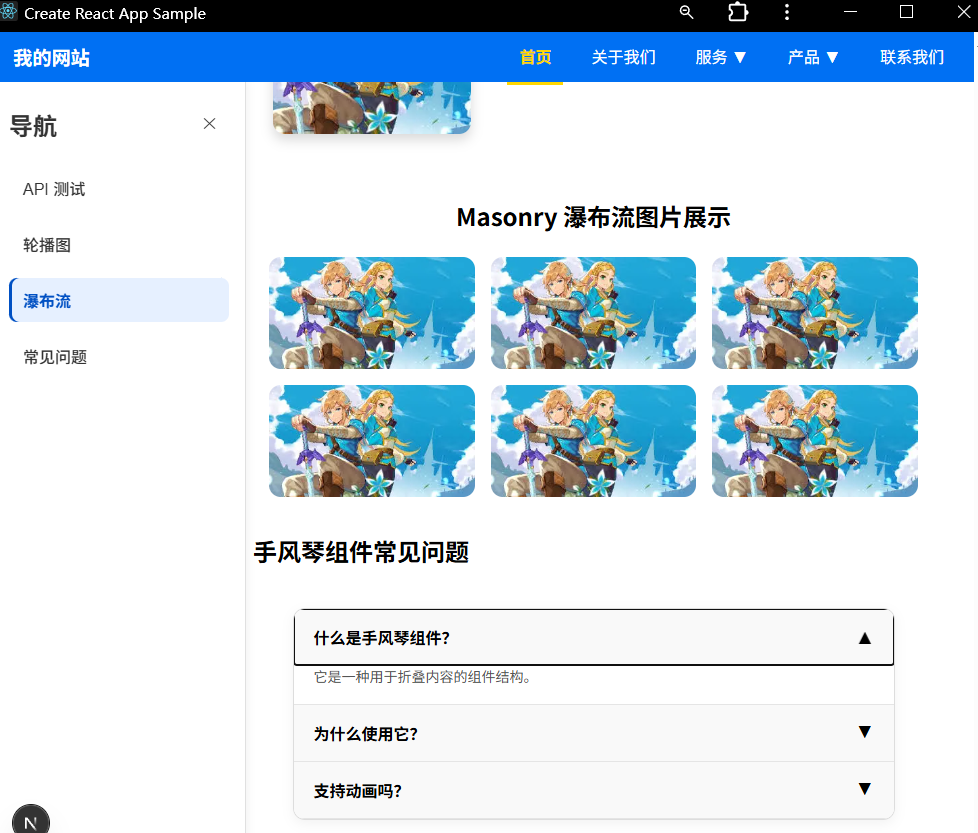 Create React App Sample
我的网站
首页
关于我们
服务 ▼
产品 ▼
联系我们
导航
API 测试
轮播图
瀑布流
常见问题
Masonry 瀑布流图片展示
手风琴组件常见问题
什么是手风琴组件？
它是一种用于折叠内容的组件结构。
为什么使用它？
支持动画吗？
N